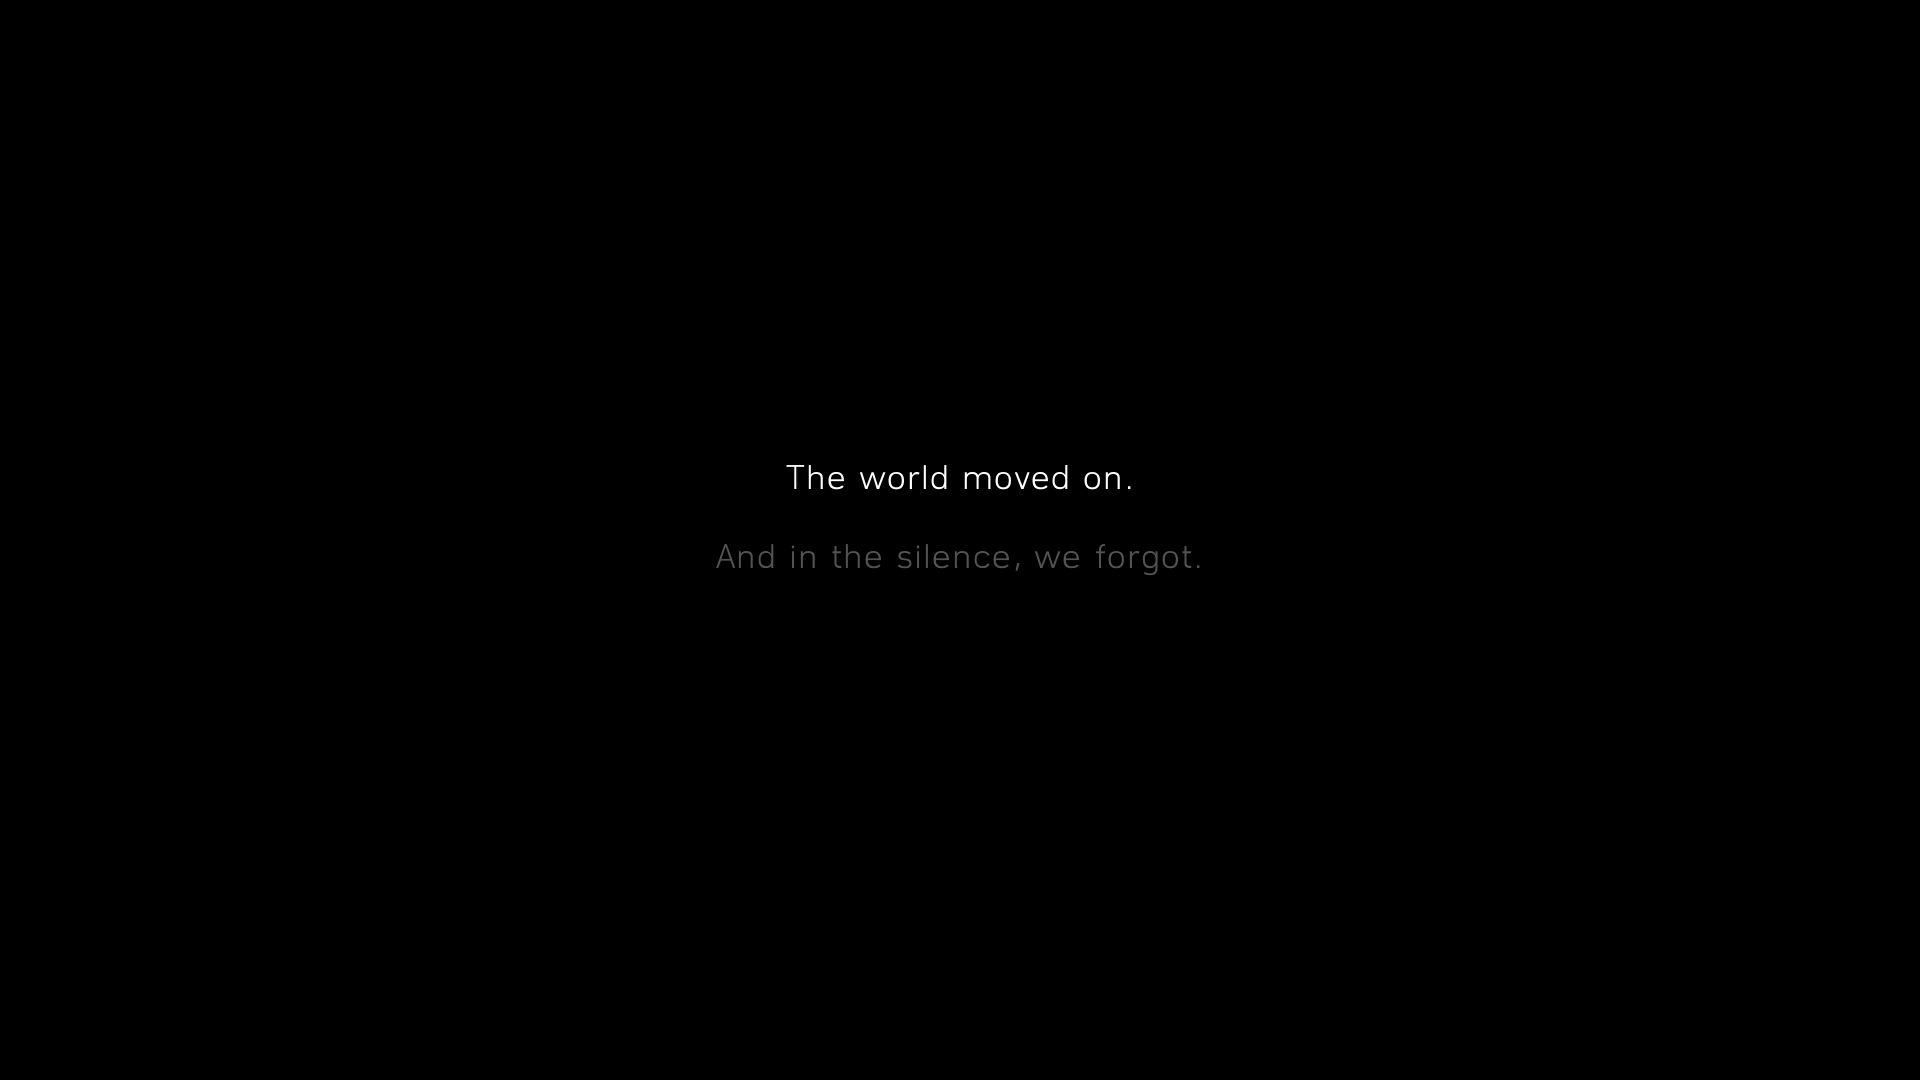 The world moved on.
And in the silence, we forgot.